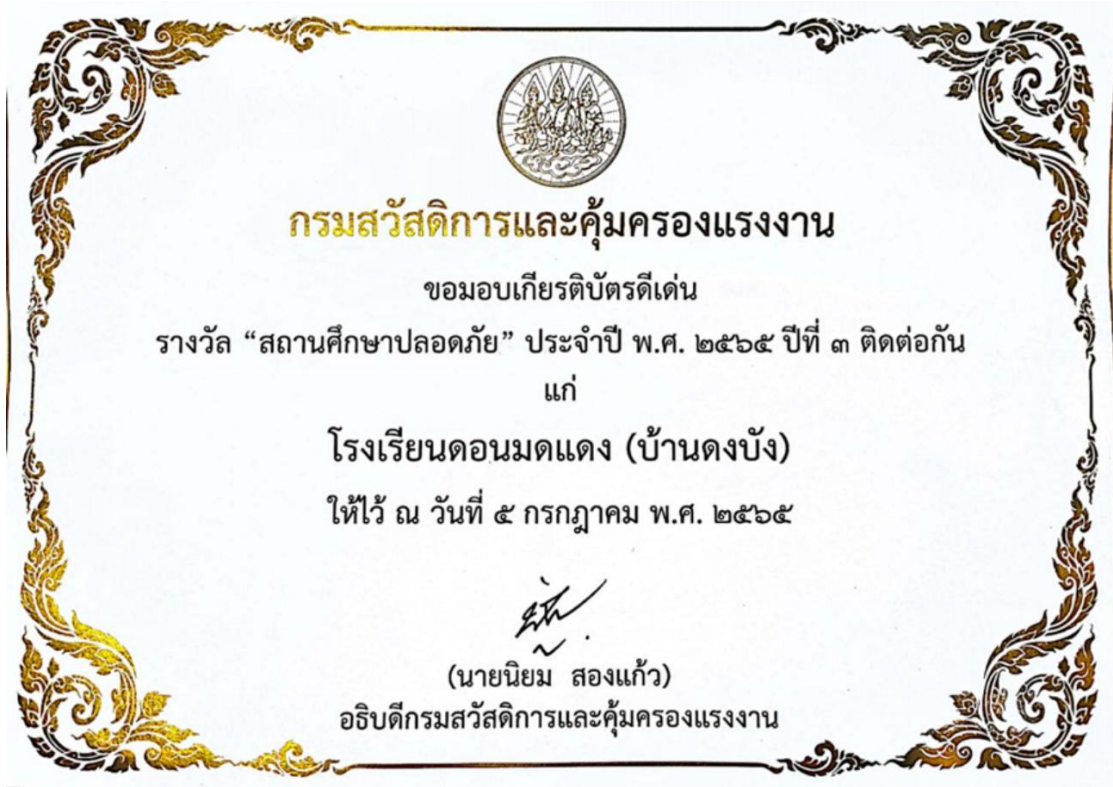 กรมสวัสดิการและคุ้มครองแรงงาน
ขอมอบเกียรติบัตรดีเด่น
รางวัล “สถานศึกษาปลอดภัย” ประจำปี พ.ศ. ๒๕๖๕ ปีที่ ๓ ติดต่อกัน
แก่
โรงเรียนดอนมดแดง (บ้านดงบัง)
ให้ไว้ ณ วันที่ ๕ กรกฎาคม พ.ศ. ๒๕๖๕
(นายนิยม สองแก้ว)
อธิบดีกรมสวัสดิการและคุ้มครองแรงงาน